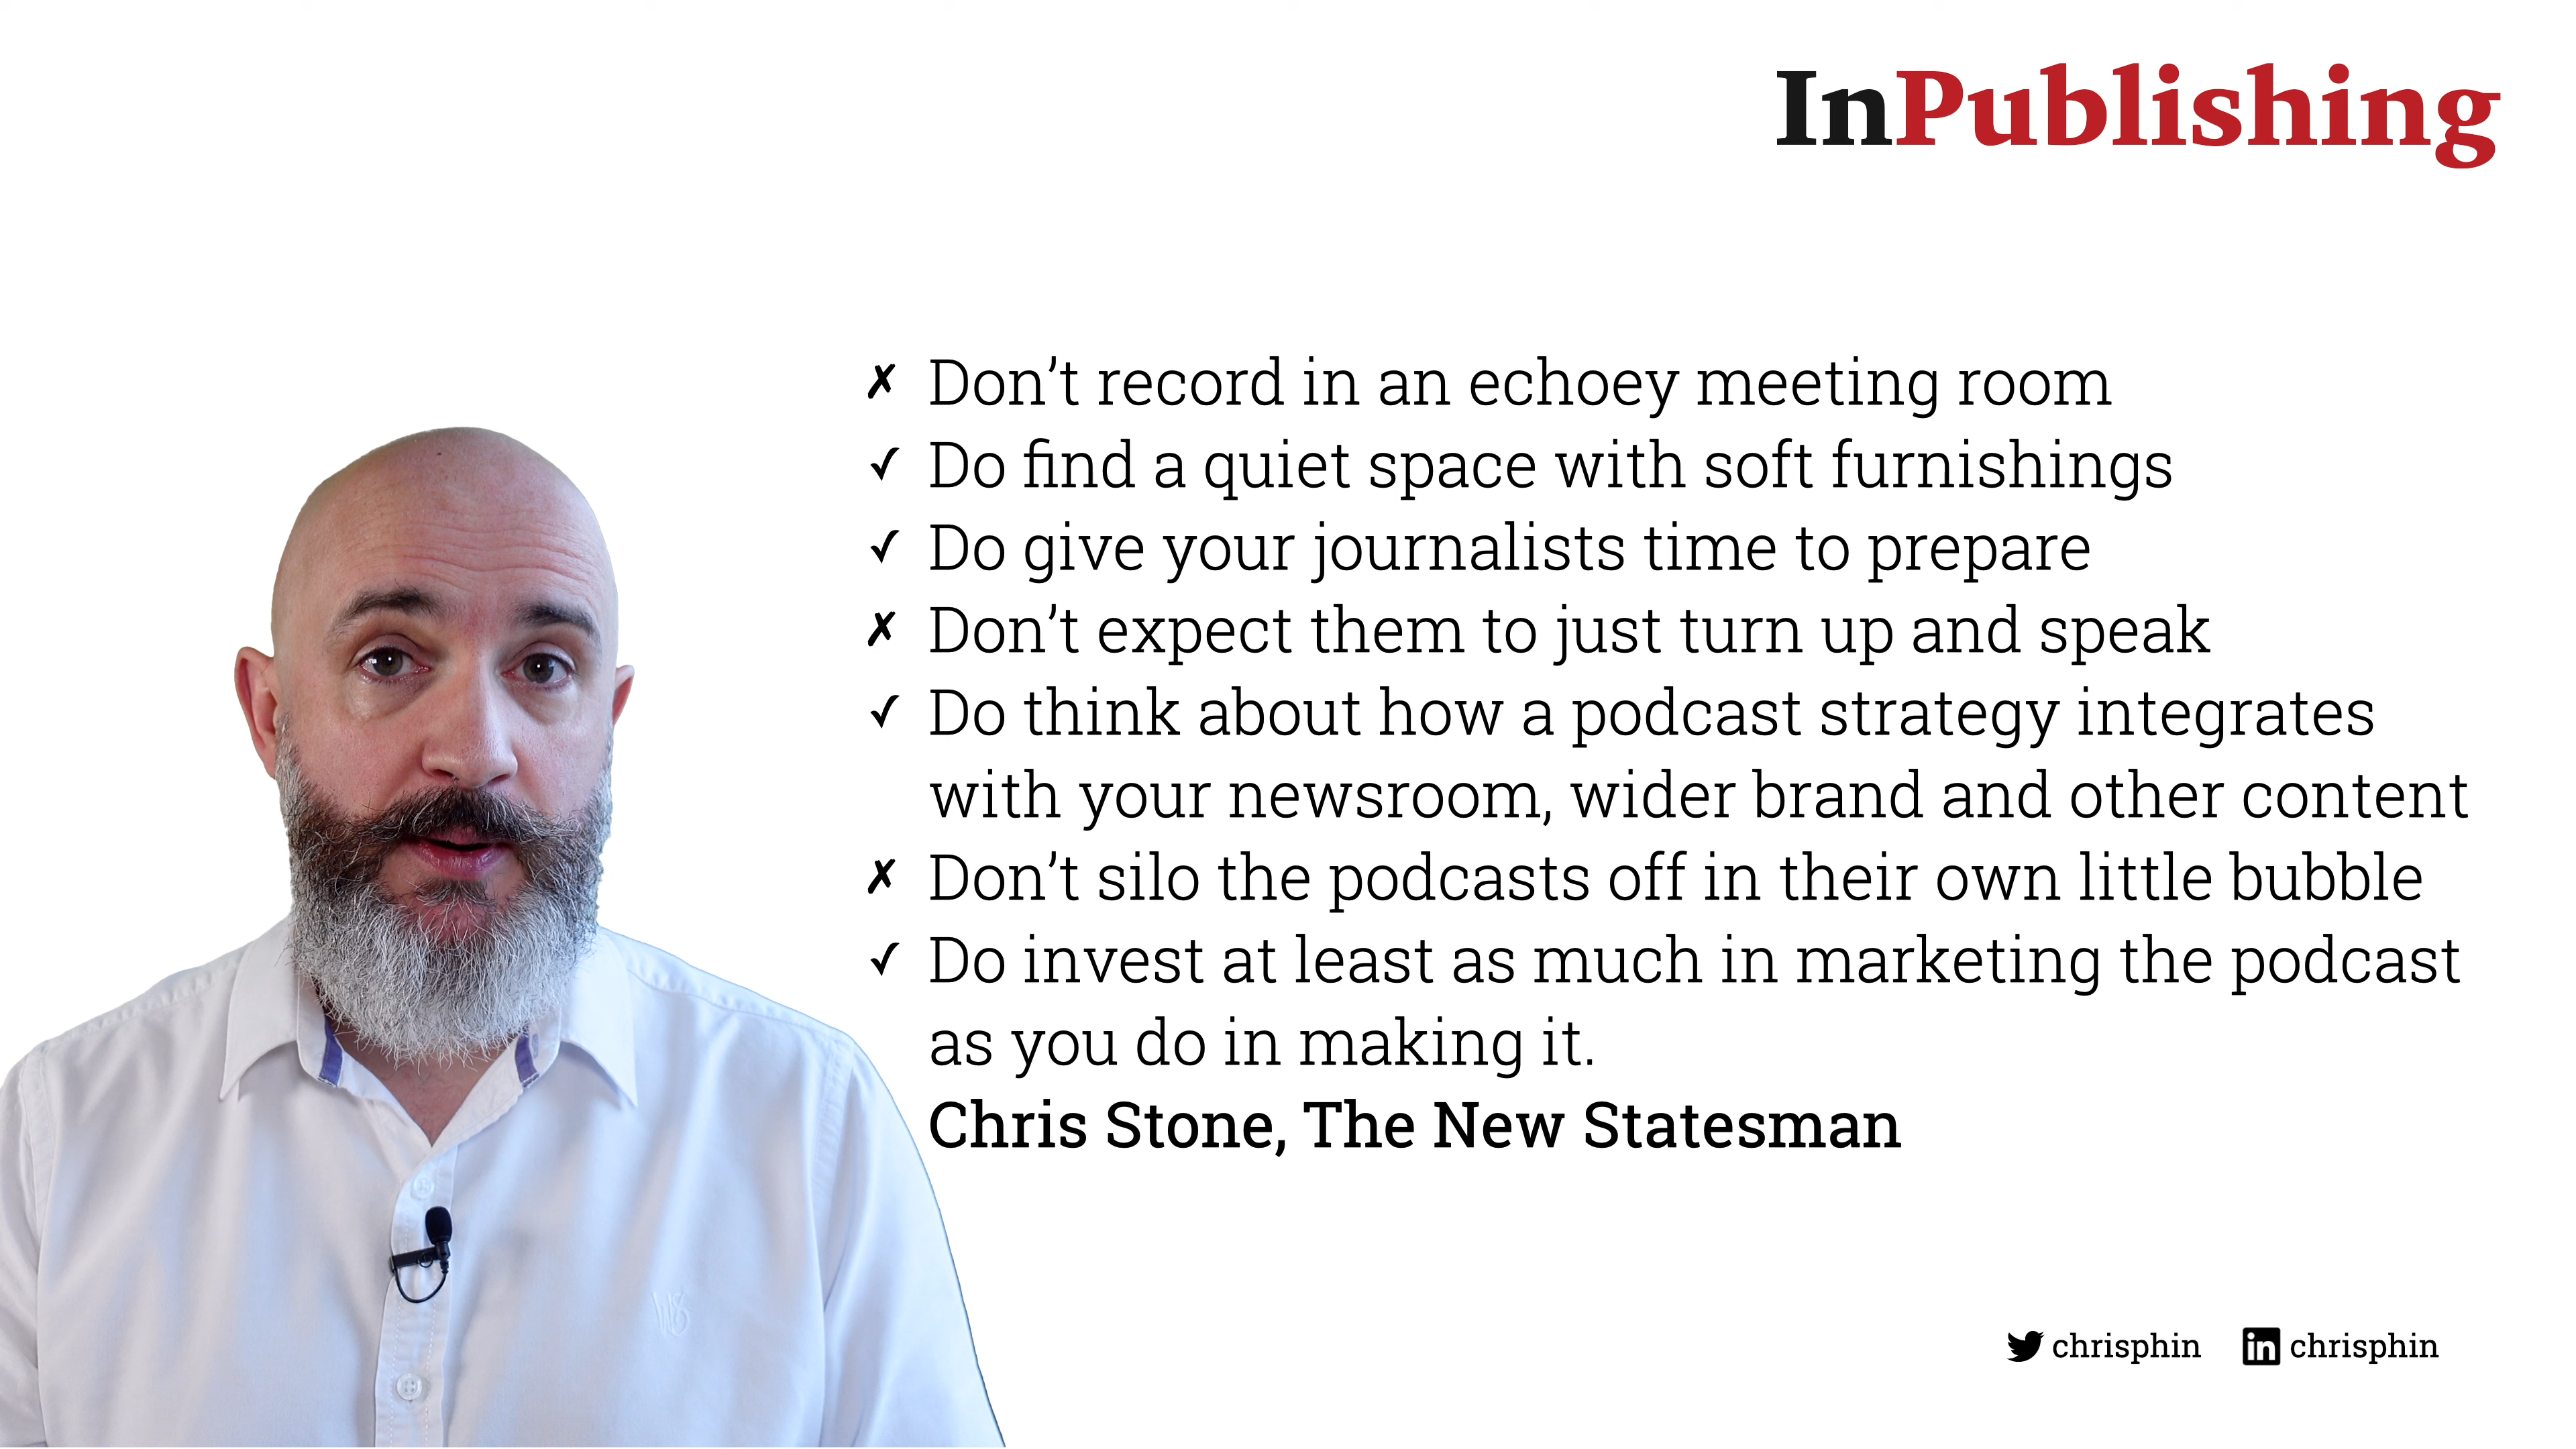 InPublishing
✗ Don’t record in an echoey meeting room
✓ Do find a quiet space with soft furnishings
✓ Do give your journalists time to prepare
✗ Don’t expect them to just turn up and speak
✓ Do think about how a podcast strategy integrates
with your newsroom, wider brand and other content
✗ Don’t silo the podcasts off in their own little bubble
✓ Do invest at least as much in marketing the podcast
as you do in making it.
Chris Stone, The New Statesman
chrisphin in chrisphin